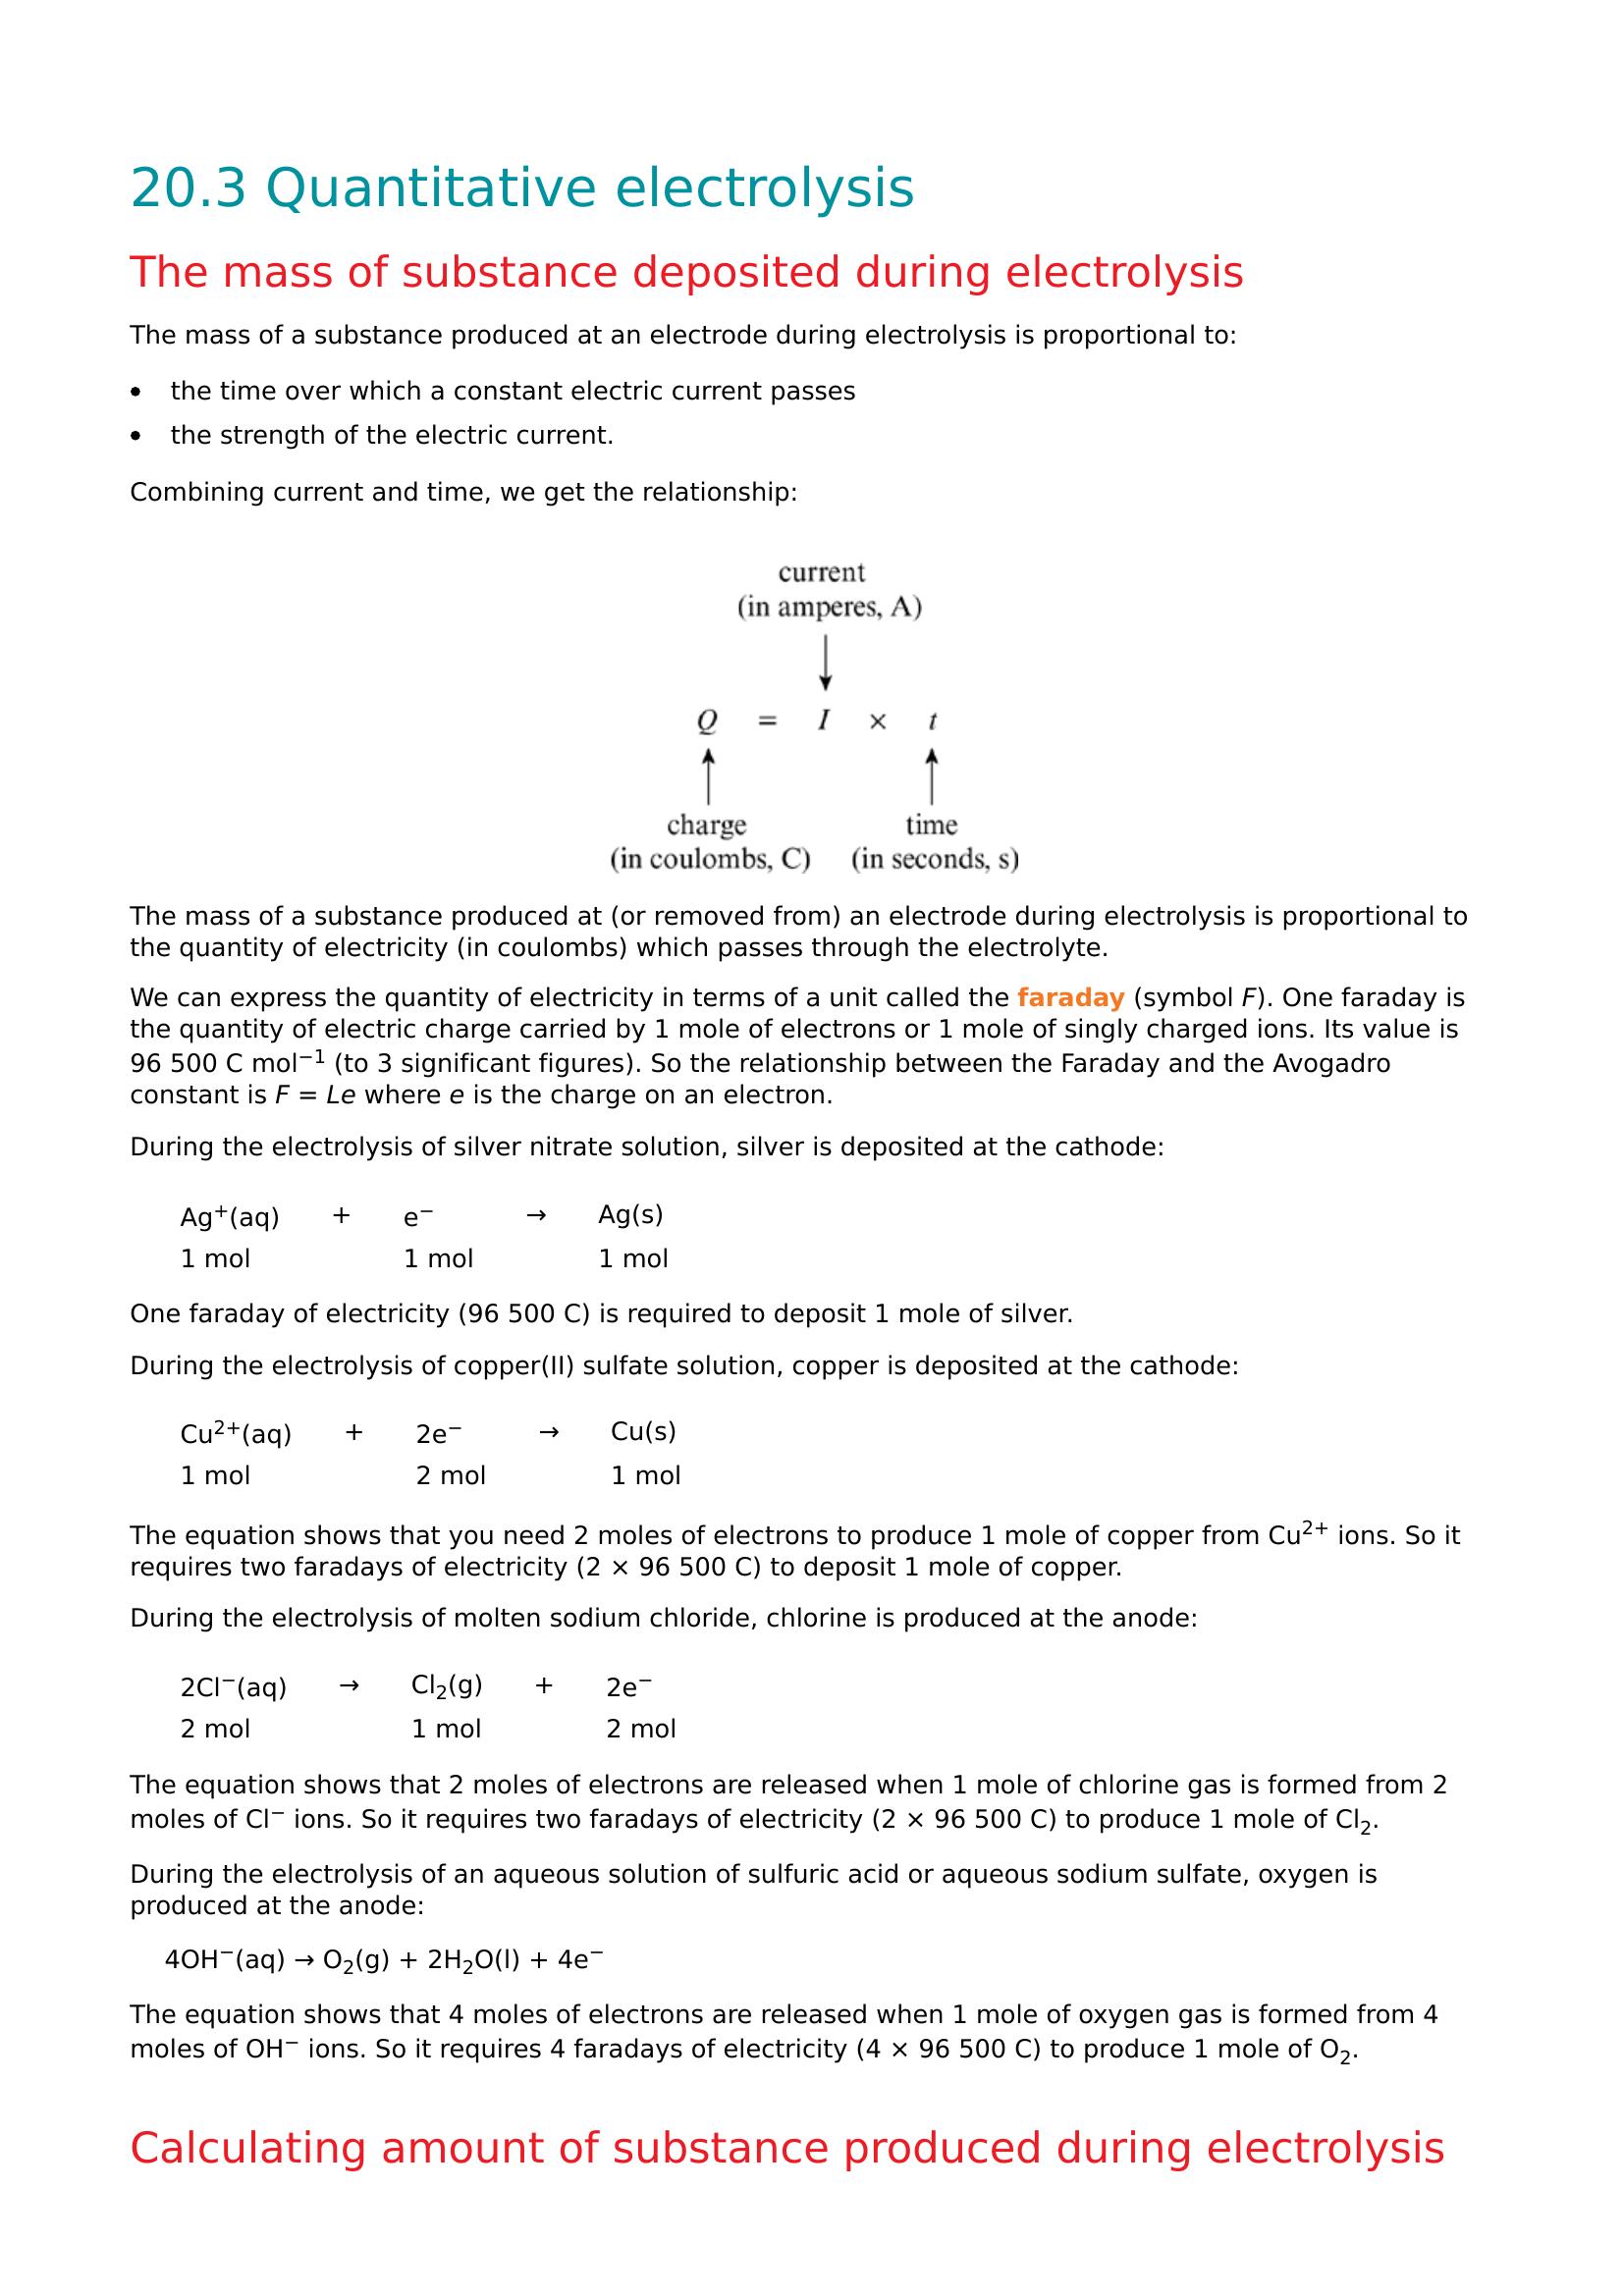 20.3 Quantitative electrolysis
The mass of substance deposited during electrolysis
The mass of a substance produced at an electrode during electrolysis is proportional to:
• the time over which a constant electric current passes
• the strength of the electric current.
Combining current and time, we get the relationship:
current
(in amperes, A)
Q = I × t
charge time
(in coulombs, C) (in seconds, s)
The mass of a substance produced at (or removed from) an electrode during electrolysis is proportional to
the quantity of electricity (in coulombs) which passes through the electrolyte.
We can express the quantity of electricity in terms of a unit called the faraday (symbol F). One faraday is
the quantity of electric charge carried by 1 mole of electrons or 1 mole of singly charged ions. Its value is
96 500 C mol⁻¹ (to 3 significant figures). So the relationship between the Faraday and the Avogadro
constant is F = Le where e is the charge on an electron.
During the electrolysis of silver nitrate solution, silver is deposited at the cathode:
Ag⁺(aq) + e⁻ → Ag(s)
1 mol 1 mol 1 mol
One faraday of electricity (96 500 C) is required to deposit 1 mole of silver.
During the electrolysis of copper(II) sulfate solution, copper is deposited at the cathode:
Cu²⁺(aq) + 2e⁻ → Cu(s)
1 mol 2 mol 1 mol
The equation shows that you need 2 moles of electrons to produce 1 mole of copper from Cu²⁺ ions. So it
requires two faradays of electricity (2 × 96 500 C) to deposit 1 mole of copper.
During the electrolysis of molten sodium chloride, chlorine is produced at the anode:
2Cl⁻(aq) → Cl₂(g) + 2e⁻
2 mol 1 mol 2 mol
The equation shows that 2 moles of electrons are released when 1 mole of chlorine gas is formed from 2
moles of Cl⁻ ions. So it requires two faradays of electricity (2 × 96 500 C) to produce 1 mole of Cl₂.
During the electrolysis of an aqueous solution of sulfuric acid or aqueous sodium sulfate, oxygen is
produced at the anode:
4OH⁻(aq) → O₂(g) + 2H₂O(l) + 4e⁻
The equation shows that 4 moles of electrons are released when 1 mole of oxygen gas is formed from 4
moles of OH⁻ ions. So it requires 4 faradays of electricity (4 × 96 500 C) to produce 1 mole of O₂.
Calculating amount of substance produced during electrolysis